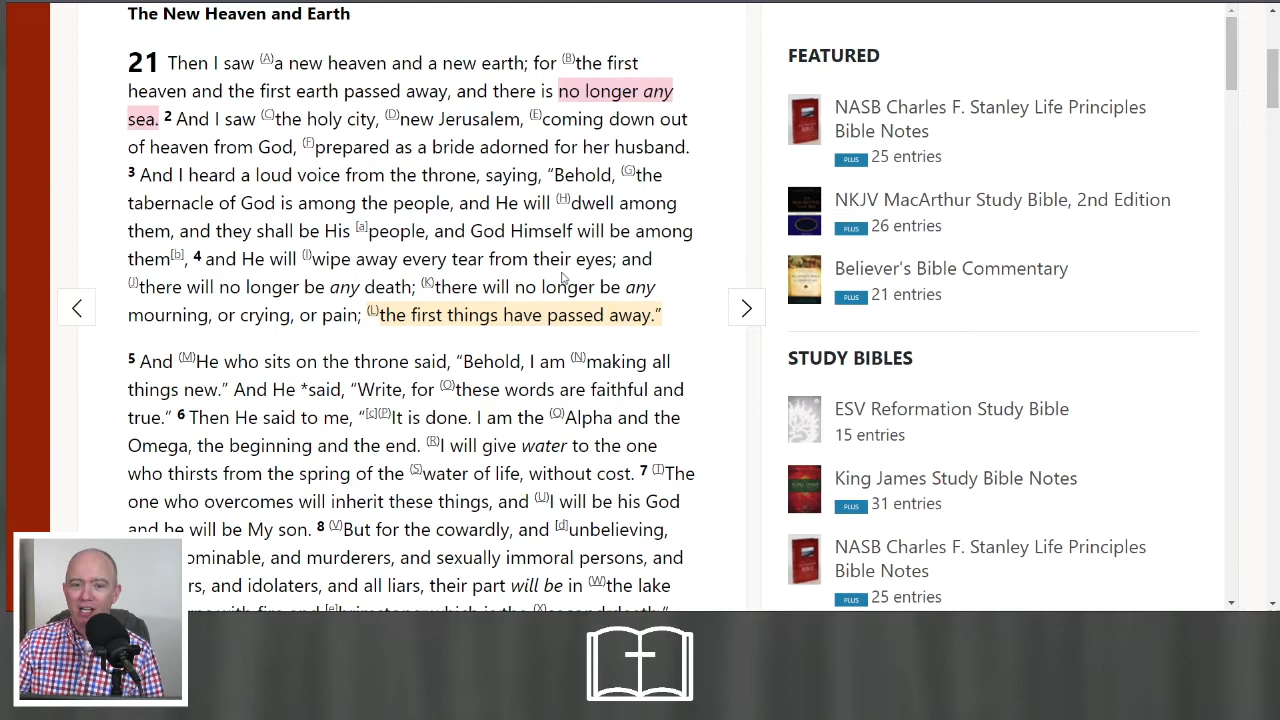 The New Heaven and Earth
21 Then I saw (A)a new heaven and a new earth; for (B)the first
heaven and the first earth passed away, and there is no longer any
sea. 2 And I saw (C)the holy city, (D)new Jerusalem, (E)coming down out
of heaven from God, (F)prepared as a bride adorned for her husband.
3 And I heard a loud voice from the throne, saying, “Behold, (G)the
tabernacle of God is among the people, and He will (H)dwell among
them, and they shall be His [a]people, and God Himself will be among
them[b], 4 and He will (I)wipe away every tear from their eyes; and
(J)there will no longer be any death; (K)there will no longer be any
mourning, or crying, or pain; (L)the first things have passed away.”
5 And (M)He who sits on the throne said, “Behold, I am (N)making all
things new.” And He *said, “Write, for (O)these words are faithful and
true.” 6 Then He said to me, “[c](P)It is done. I am the (Q)Alpha and the
Omega, the beginning and the end. (R)I will give water to the one
who thirsts from the spring of the (S)water of life, without cost. 7 (T)The
one who overcomes will inherit these things, and (U)I will be his God
and he will be My son. 8 (V)But for the cowardly, and [d]unbelieving,
ominable, and murderers, and sexually immoral persons, and
rs, and idolaters, and all liars, their part will be in (W)the lake
with fire and [e]brimstone, which is the (X)second death.”
FEATURED
NASB Charles F. Stanley Life Principles
Bible Notes
PLUS 25 entries
NKJV MacArthur Study Bible, 2nd Edition
PLUS 26 entries
Believer's Bible Commentary
PLUS 21 entries
STUDY BIBLES
ESV Reformation Study Bible
15 entries
King James Study Bible Notes
PLUS 31 entries
NASB Charles F. Stanley Life Principles
Bible Notes
PLUS 25 entries